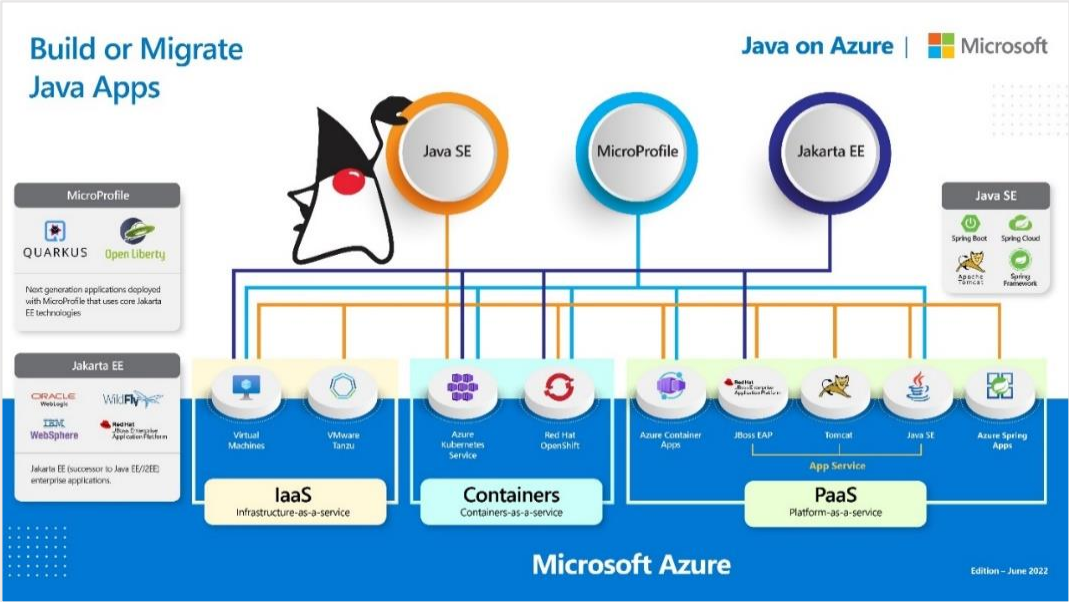 Build or Migrate
Java Apps
Java on Azure | Microsoft
Java SE
MicroProfile
Jakarta EE
MicroProfile
QUARKUS
Open Liberty
Next generation applications deployed
with MicroProfile that uses core Jakarta
EE technologies
Java SE
Spring Boot
Spring Cloud
Apache
Tomcat
Spring
Framework
Jakarta EE
ORACLE
WebLogic
WildFly
IBM
WebSphere
Red Hat
JBoss Enterprise
Application Platform
Jakarta EE (successor to Java EE/J2EE)
enterprise applications.
Virtual
Machines
VMware
Tanzu
Azure
Kubernetes
Service
Red Hat
OpenShift
Azure Container
Apps
Red Hat
JBoss Enterprise
Application Platform
JBoss EAP
Tomcat
Java SE
Azure Spring
Apps
App Service
IaaS
Infrastructure-as-a-service
Containers
Containers-as-a-service
PaaS
Platform-as-a-service
Microsoft Azure
Edition – June 2022